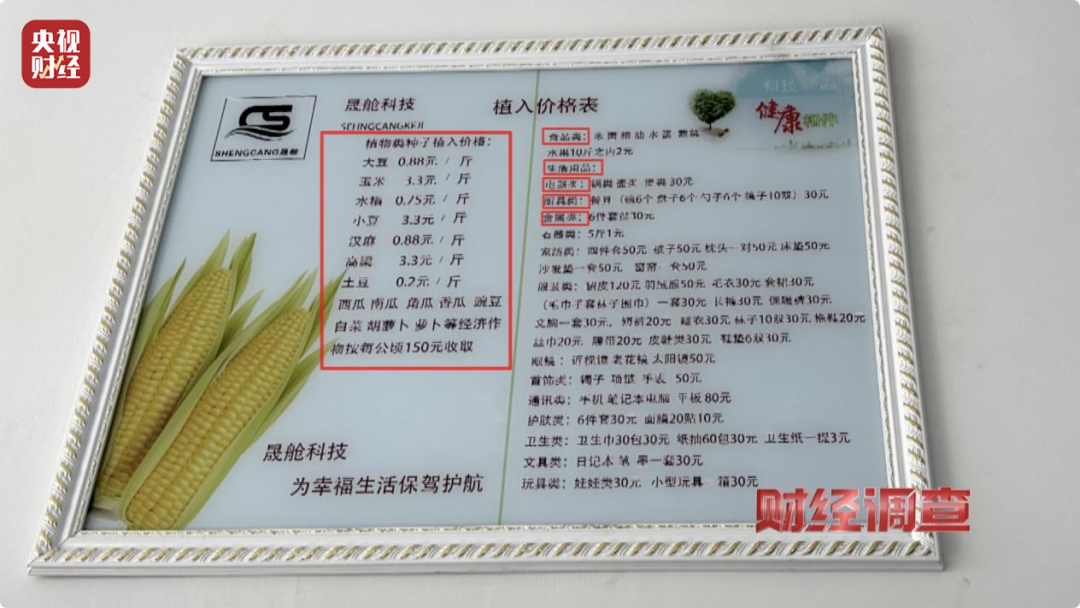 央视
财经
CS
SHENGCANG晟舱
晟舱科技
SHNGCANGKEJI
植入价格表
科技
健康
植物类种子植入价格:
大豆 0.88元 / 斤
玉米 3.3元 / 斤
水稻 0.75元 / 斤
小豆 3.3元 / 斤
汉麻 0.88元 / 斤
高粱 3.3元 / 斤
土豆 0.2元 / 斤
西瓜 南瓜 角瓜 香瓜 豌豆
白菜 胡萝卜 萝卜等经济作
物按每公顷150元收取
晟舱科技
为幸福生活保驾护航
食品类: 米 面 粮 油 水 蛋 蔬菜
水果10斤之内2元
生活用品:
电器类: 锅类 煲类 30元
厨具类: 餐具 (碗6个 盘子6个 勺子6个 筷子10双) 30元
金属类: 6件套盆30元
石器类: 5斤1元
家纺类: 四件套50元 被子50元 枕头一对50元 床垫50元
沙发垫一套50元 窗帘一套50元
服装类: 貂皮120元 羽绒服50元 毛衣30元 套裙30元
(毛巾子套袜子围巾) 一套30元 长裤30元 保暖裤30元
文胸一套30元, 短裤20元 睡衣30元 袜子10双30元 拖鞋20元
丝巾20元 腰带20元 皮鞋类30元 鞋垫6双30元
眼镜: 近视镜 老花镜 太阳镜50元
首饰类: 镯子 项链 手表 50元
通讯类: 手机 笔记本电脑 平板 80元
护肤类: 6件套30元 面膜20贴10元
卫生类: 卫生巾30包30元 纸抽60包30元 卫生纸一提3元
文具类: 日记本 笔 一套30元
玩具类: 娃娃类30元 小型玩具一箱30元
财经调查